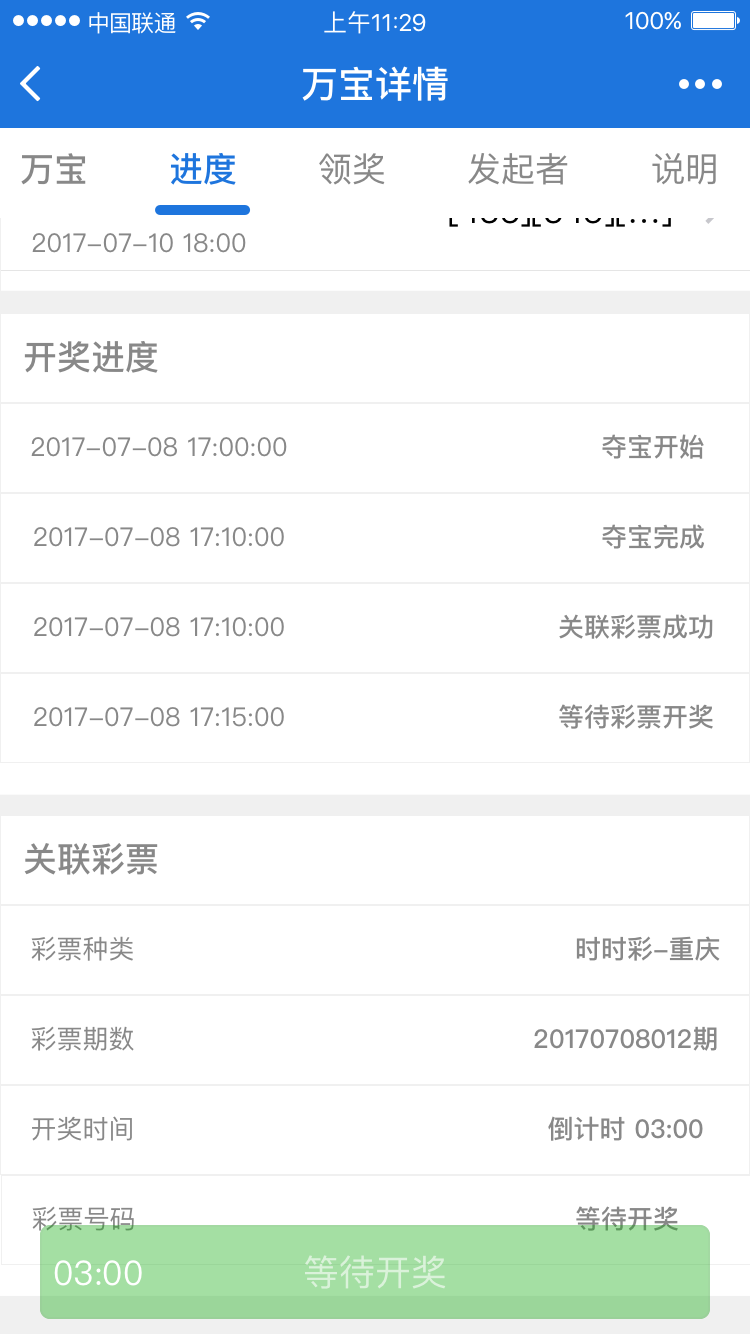 中国联通 上午11:29 100%
万宝详情
万宝 进度 领奖 发起者 说明
2017-07-10 18:00
开奖进度
2017-07-08 17:00:00 夺宝开始
2017-07-08 17:10:00 夺宝完成
2017-07-08 17:10:00 关联彩票成功
2017-07-08 17:15:00 等待彩票开奖
关联彩票
彩票种类 时时彩-重庆
彩票期数 20170708012期
开奖时间 倒计时 03:00
彩票号码 等待开奖
03:00 等待开奖